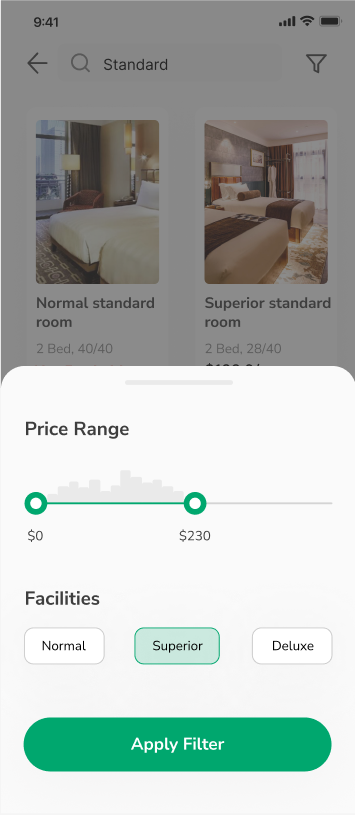 9:41
Standard
Normal standard
room
2 Bed, 40/40
Superior standard
room
2 Bed, 28/40
Price Range
$0
$230
Facilities
Normal
Superior
Deluxe
Apply Filter